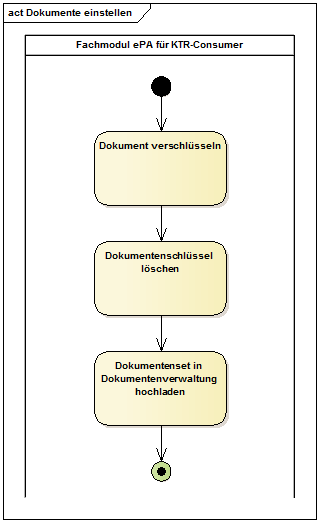 act Dokumente einstellen
Fachmodul ePA für KTR-Consumer
Dokument verschlüsseln
Dokumentenschlüssel
löschen
Dokumentenset in
Dokumentenverwaltung
hochladen